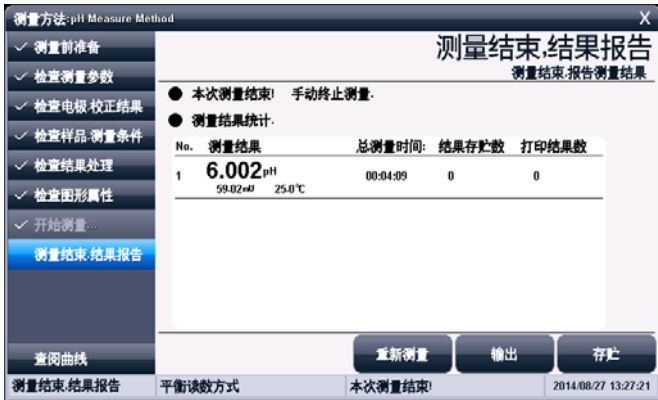 测量方法:pH Measure Method X
测量前准备
检查测量参数
检查电极.校正结果
检查样品.测量条件
检查结果处理
检查图形属性
开始测量...
测量结束.结果报告
查阅曲线
测量结束,结果报告
测量结束.报告测量结果
本次测量结束! 手动终止测量.
测量结果统计.
No. 测量结果 总测量时间: 结果存贮数 打印结果数
1 6.002pH 00:04:09 0 0
59.02mV 25.0℃
重新测量 输出 存贮
测量结束.结果报告 平衡读数方式 本次测量结束! 2014/08/27 13:27:21